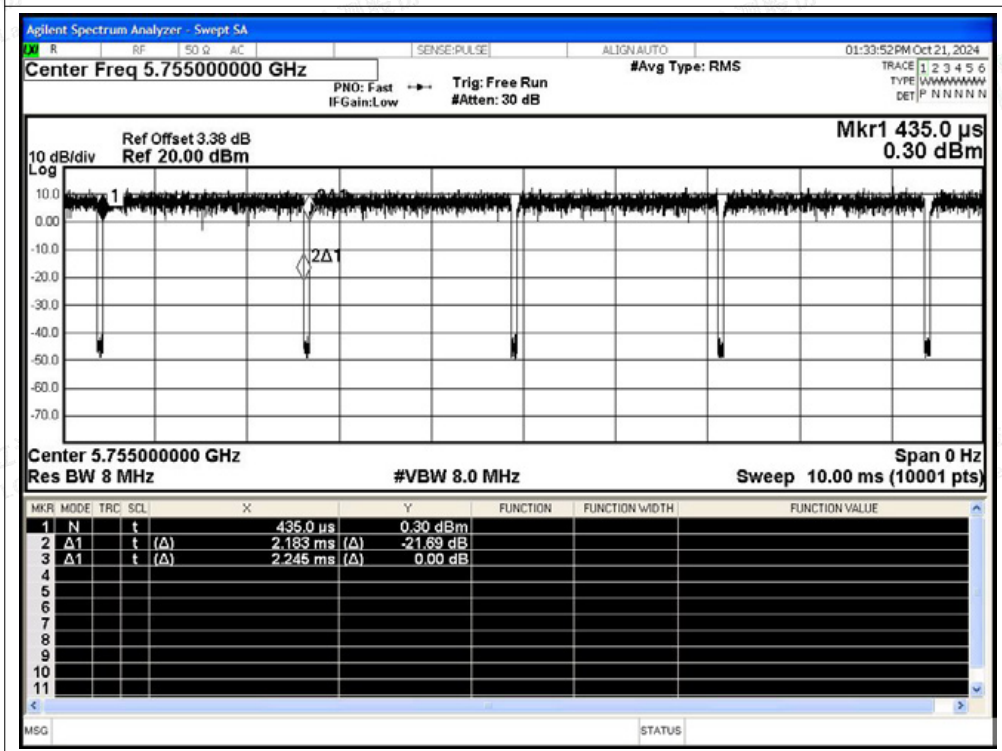 Agilent Spectrum Analyzer - Swept SA
LXI R RF 50 Ω AC SENSE:PULSE ALIGN AUTO 01:33:52 PM Oct 21, 2024
Center Freq 5.755000000 GHz #Avg Type: RMS TRACE 1 2 3 4 5 6
PNO: Fast Trig: Free Run TYPE WWWWWW
IFGain:Low #Atten: 30 dB DET P N N N N N
Mkr1 435.0 µs
Ref Offset 3.38 dB
10 dB/div Ref 20.00 dBm 0.30 dBm
Log
10.0
1
3Δ1
0.00
-10.0
2Δ1
-20.0
-30.0
-40.0
-50.0
-60.0
-70.0
Center 5.755000000 GHz Span 0 Hz
Res BW 8 MHz #VBW 8.0 MHz Sweep 10.00 ms (10001 pts)
MKR MODE TRC SCL X Y FUNCTION FUNCTION WIDTH FUNCTION VALUE
1 N t 435.0 µs 0.30 dBm
2 Δ1 t (Δ) 2.183 ms (Δ) -21.69 dB
3 Δ1 t (Δ) 2.245 ms (Δ) 0.00 dB
4
5
6
7
8
9
10
11
MSG STATUS